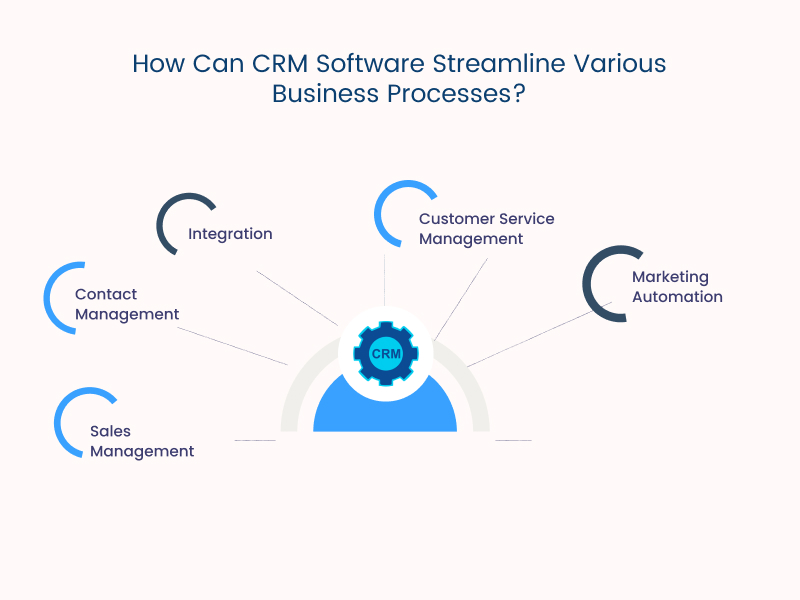 How Can CRM Software Streamline Various
Business Processes?
Integration
Customer Service
Management
Contact
Management
Marketing
Automation
CRM
Sales
Management